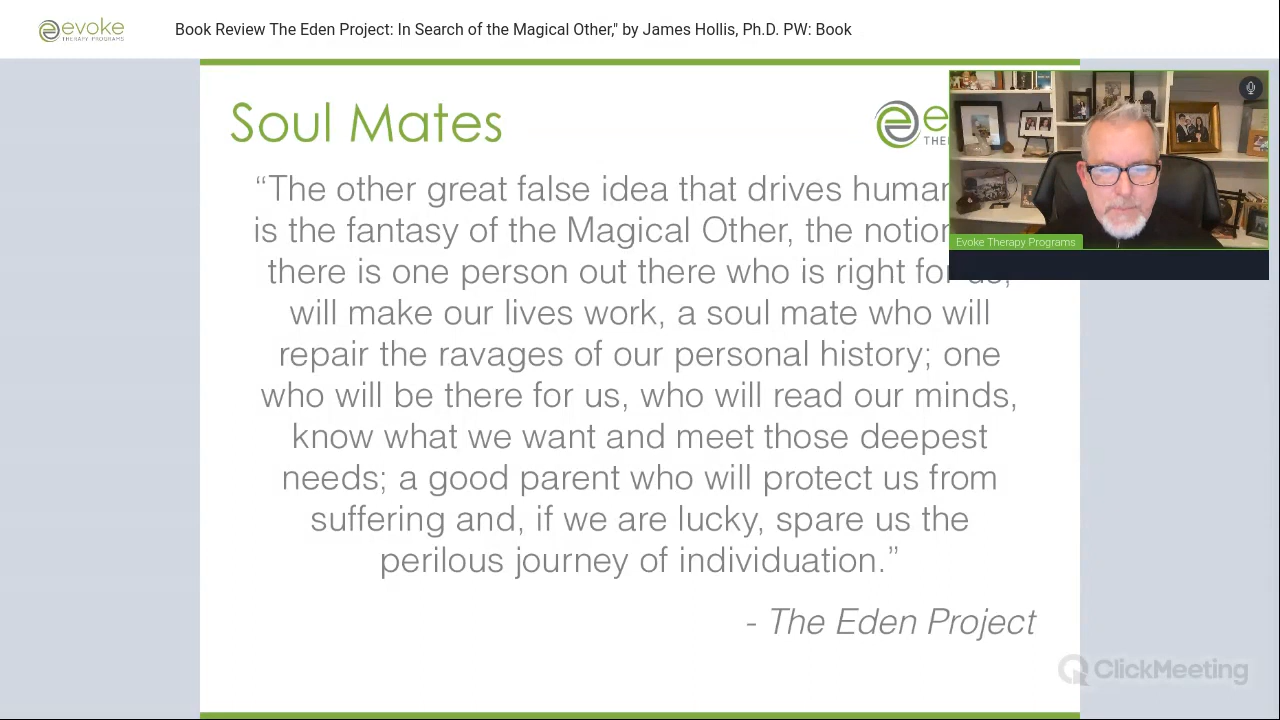 evoke
THERAPY PROGRAMS
Book Review The Eden Project: In Search of the Magical Other," by James Hollis, Ph.D. PW: Book
Soul Mates
“The other great false idea that drives
is the fantasy of the Magical Other, the notion
there is one person out there who is right for us,
will make our lives work, a soul mate who will
repair the ravages of our personal history; one
who will be there for us, who will read our minds,
know what we want and meet those deepest
needs; a good parent who will protect us from
suffering and, if we are lucky, spare us the
perilous journey of individuation.”
- The Eden Project
Evoke Therapy Programs
ClickMeeting